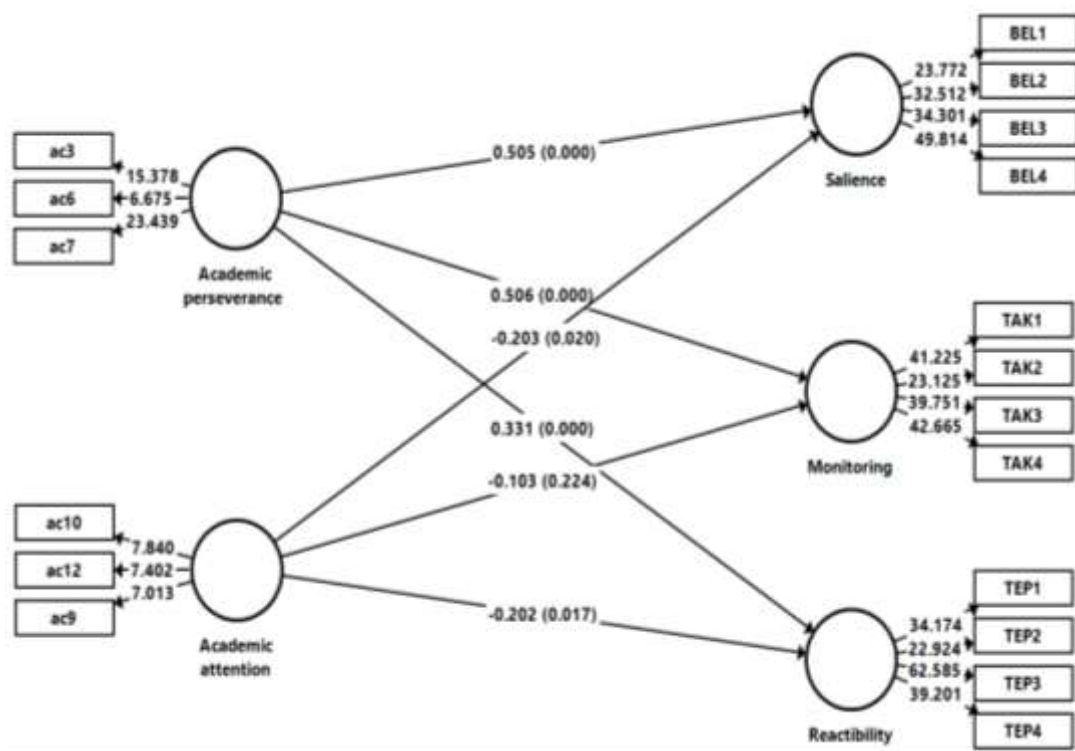 BEL1
23.772
BEL2
32.512
34.301
BEL3
49.814
BEL4
Salience
ac3
15.378
ac6
6.675
23.439
ac7
Academic
perseverance
0.505 (0.000)
0.506 (0.000)
-0.203 (0.020)
0.331 (0.000)
-0.103 (0.224)
-0.202 (0.017)
TAK1
41.225
TAK2
23.125
39.751
TAK3
42.665
TAK4
Monitoring
ac10
7.840
ac12
7.402
7.013
ac9
Academic
attention
TEP1
34.174
TEP2
22.924
62.585
TEP3
39.201
TEP4
Reactibility